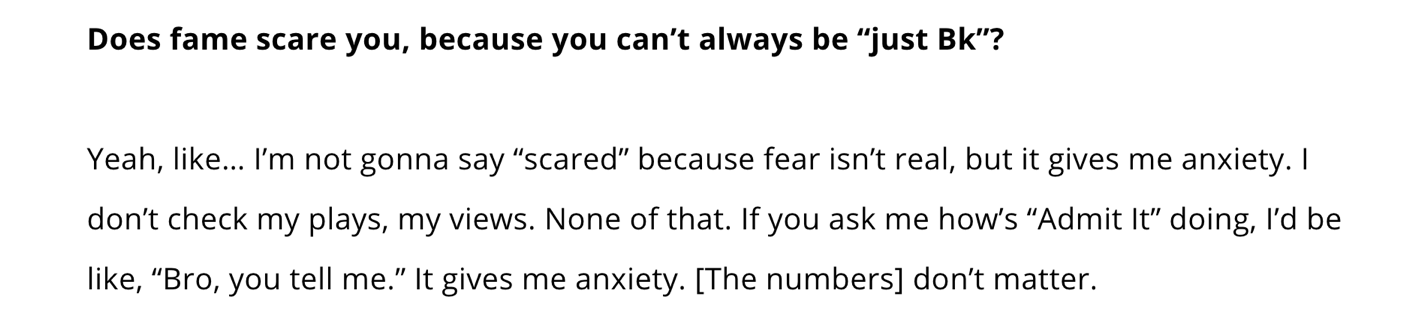 Does fame scare you, because you can’t always be “just Bk”?
Yeah, like... I’m not gonna say “scared” because fear isn’t real, but it gives me anxiety. I
don’t check my plays, my views. None of that. If you ask me how’s “Admit It” doing, I’d be
like, “Bro, you tell me.” It gives me anxiety. [The numbers] don’t matter.